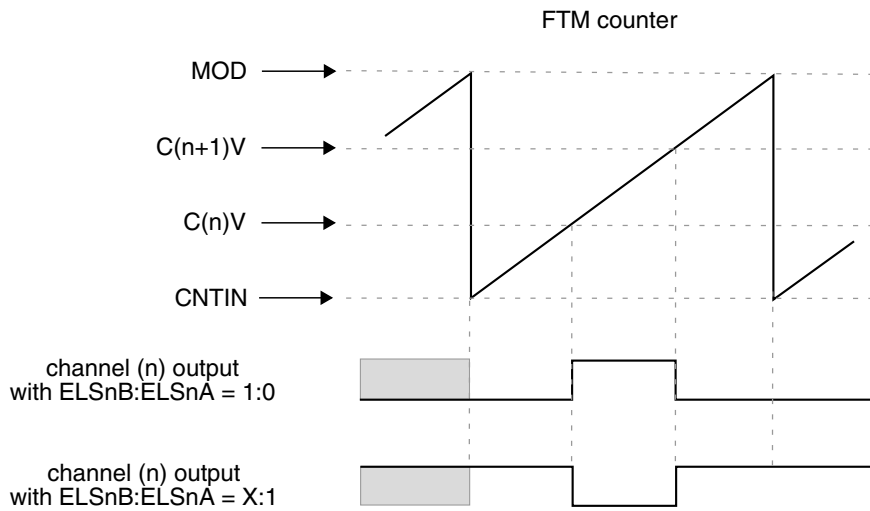 FTM counter
MOD
C(n+1)V
C(n)V
CNTIN
channel (n) output
with ELSnB:ELSnA = 1:0
channel (n) output
with ELSnB:ELSnA = X:1